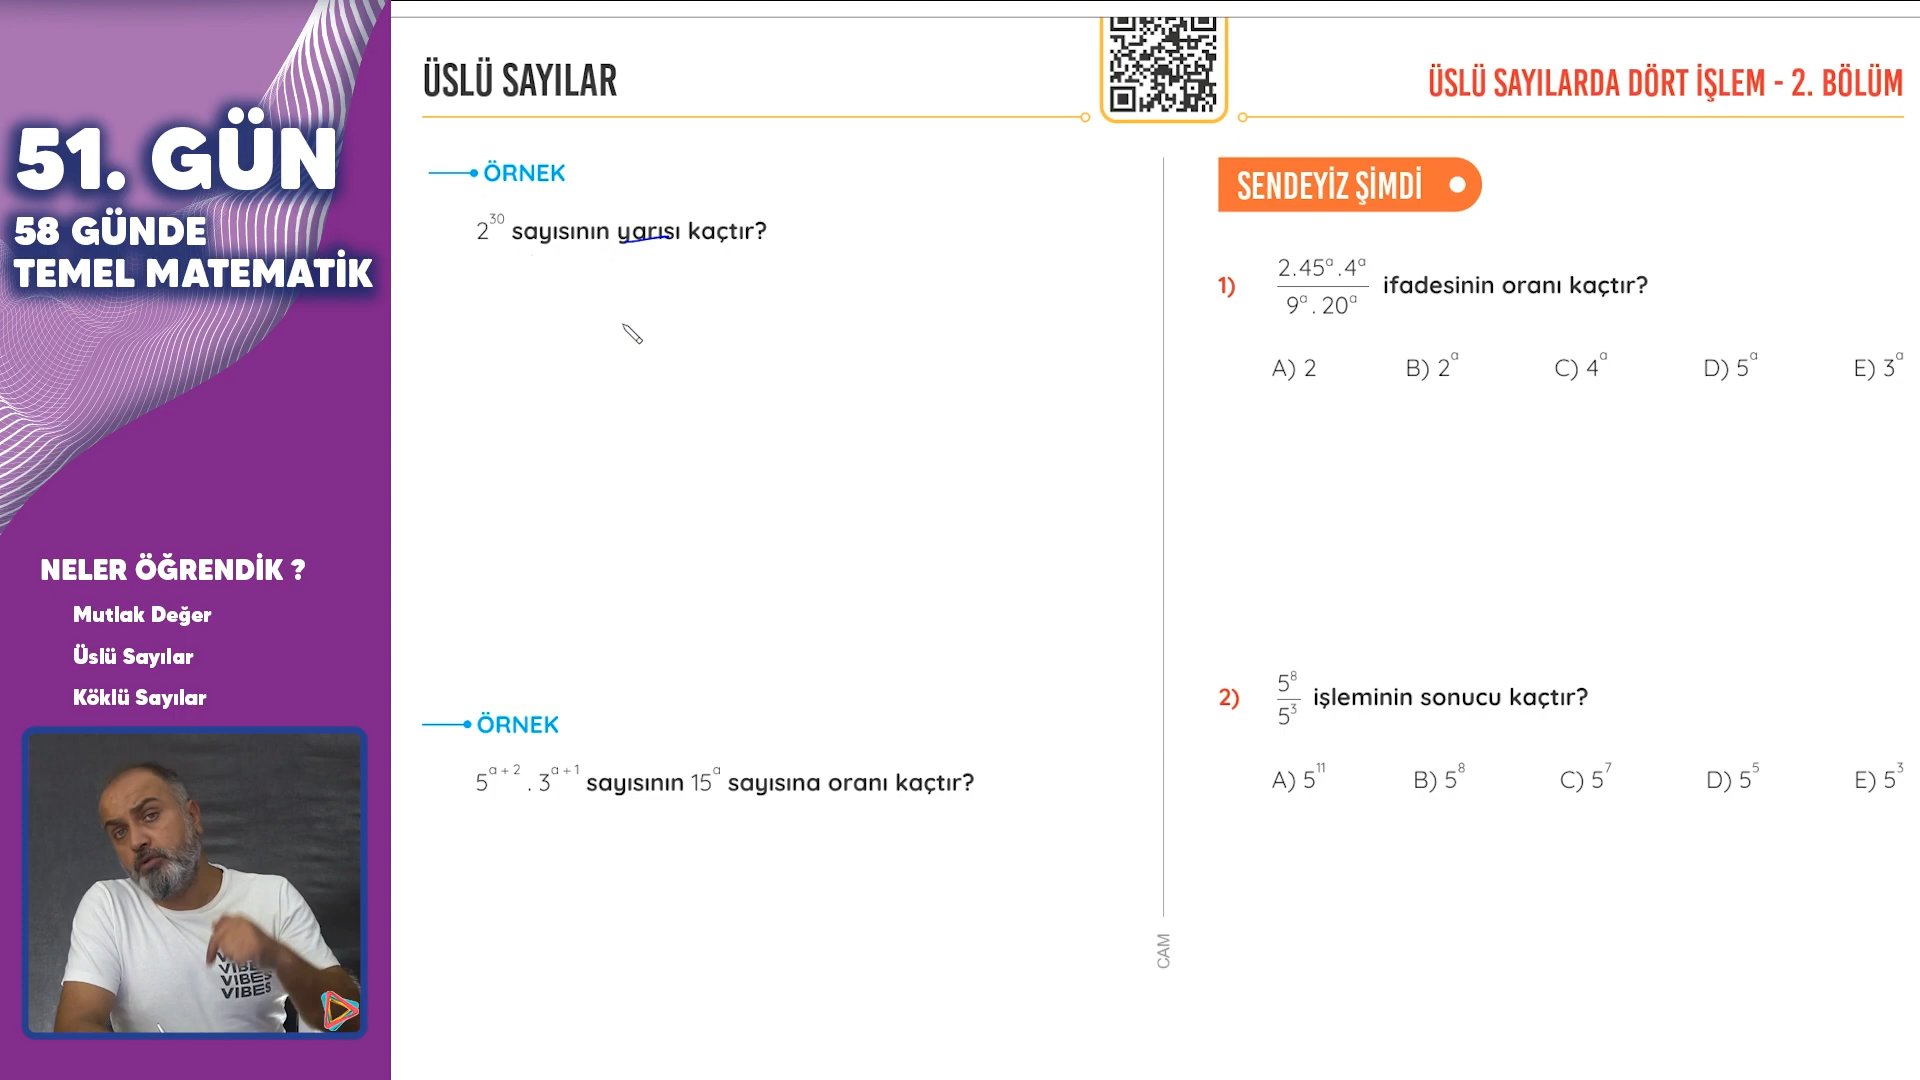 51. GÜN
58 GÜNDE
TEMEL MATEMATİK
NELER ÖĞRENDİK ?
Mutlak Değer
Üslü Sayılar
Köklü Sayılar
VIBES
VIBES
VIBES
ÜSLÜ SAYILAR
ÜSLÜ SAYILARDA DÖRT İŞLEM - 2. BÖLÜM
ÖRNEK
2^30 sayısının yarısı kaçtır?
ÖRNEK
5^(a + 2) . 3^(a + 1) sayısının 15^a sayısına oranı kaçtır?
SENDEYİZ ŞİMDİ
1) (2.45^a . 4^a) / (9^a . 20^a) ifadesinin oranı kaçtır?
A) 2 B) 2^a C) 4^a D) 5^a E) 3^a
2) 5^8 / 5^3 işleminin sonucu kaçtır?
A) 5^11 B) 5^8 C) 5^7 D) 5^5 E) 5^3
CAM